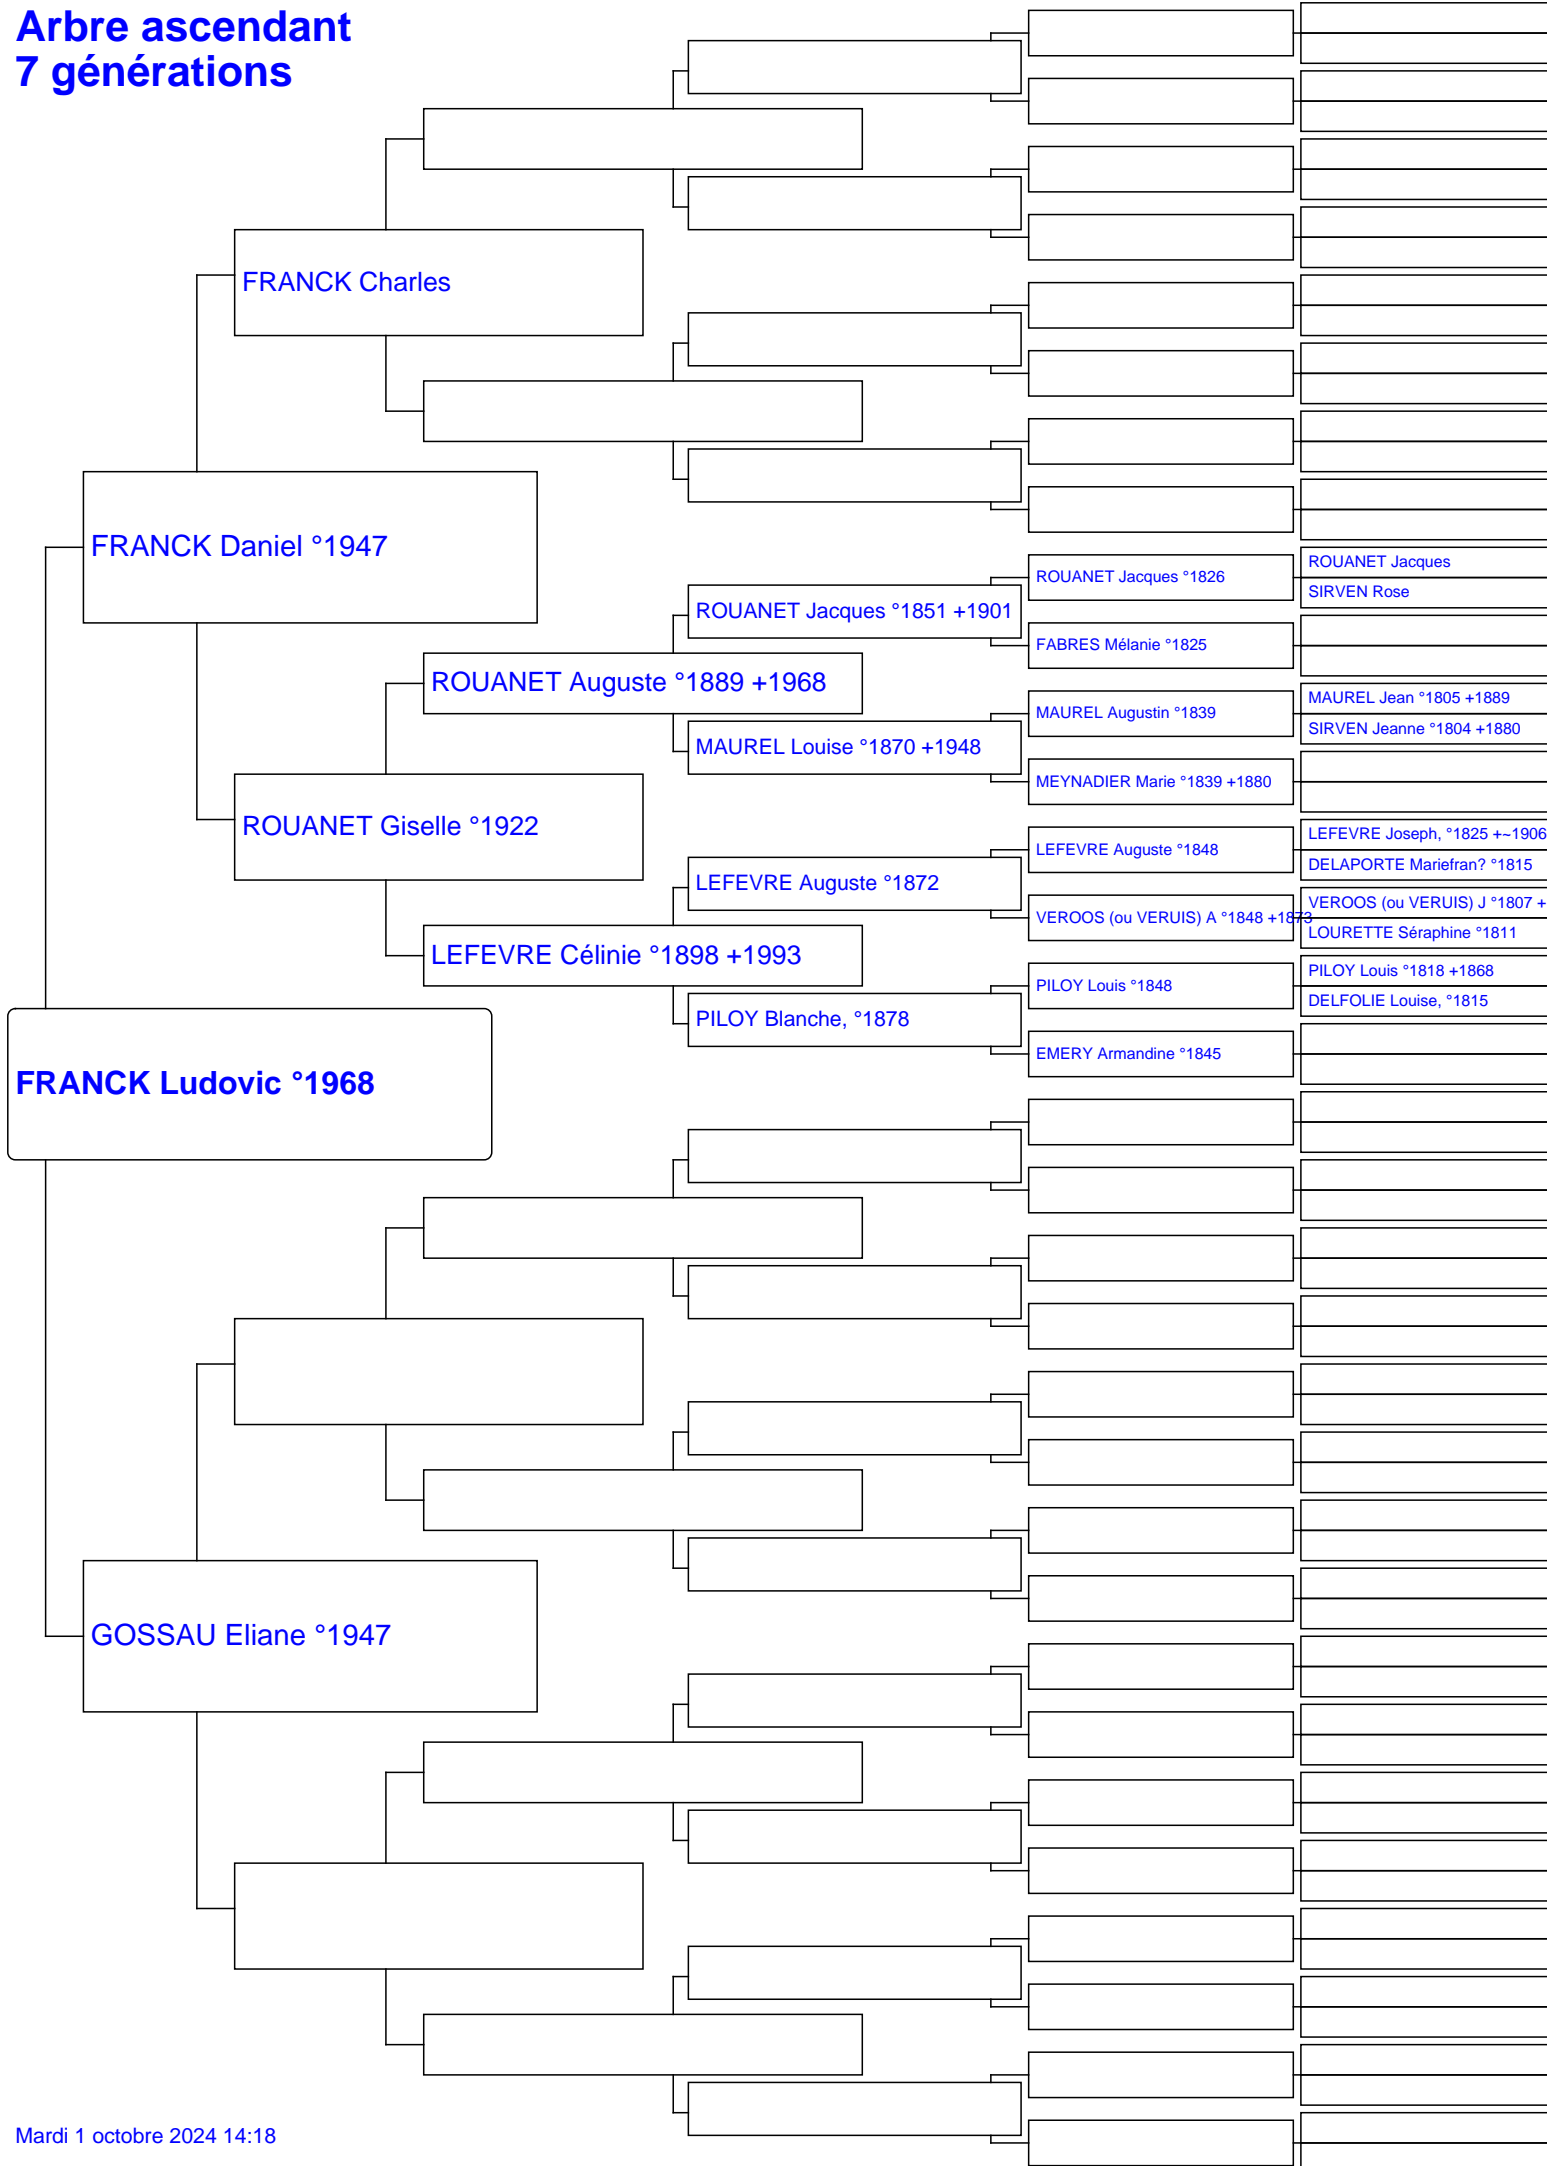 Arbre ascendant
7 générations
FRANCK Charles
FRANCK Daniel °1947
ROUANET Jacques
ROUANET Jacques °1826
SIRVEN Rose
ROUANET Jacques °1851 +1901
FABRES Mélanie °1825
ROUANET Auguste °1889 +1968
MAUREL Jean °1805 +1889
MAUREL Augustin °1839
SIRVEN Jeanne °1804 +1880
MAUREL Louise °1870 +1948
MEYNADIER Marie °1839 +1880
ROUANET Giselle °1922
LEFEVRE Joseph, °1825 +~1906
LEFEVRE Auguste °1848
DELAPORTE Mariefran? °1815
LEFEVRE Auguste °1872
VEROOS (ou VERUIS) J °1807 +
VEROOS (ou VERUIS) A °1848 +1873
LOURETTE Séraphine °1811
LEFEVRE Célinie °1898 +1993
PILOY Louis °1818 +1868
PILOY Louis °1848
DELFOLIE Louise, °1815
PILOY Blanche, °1878
EMERY Armandine °1845
FRANCK Ludovic °1968
GOSSAU Eliane °1947
Mardi 1 octobre 2024 14:18